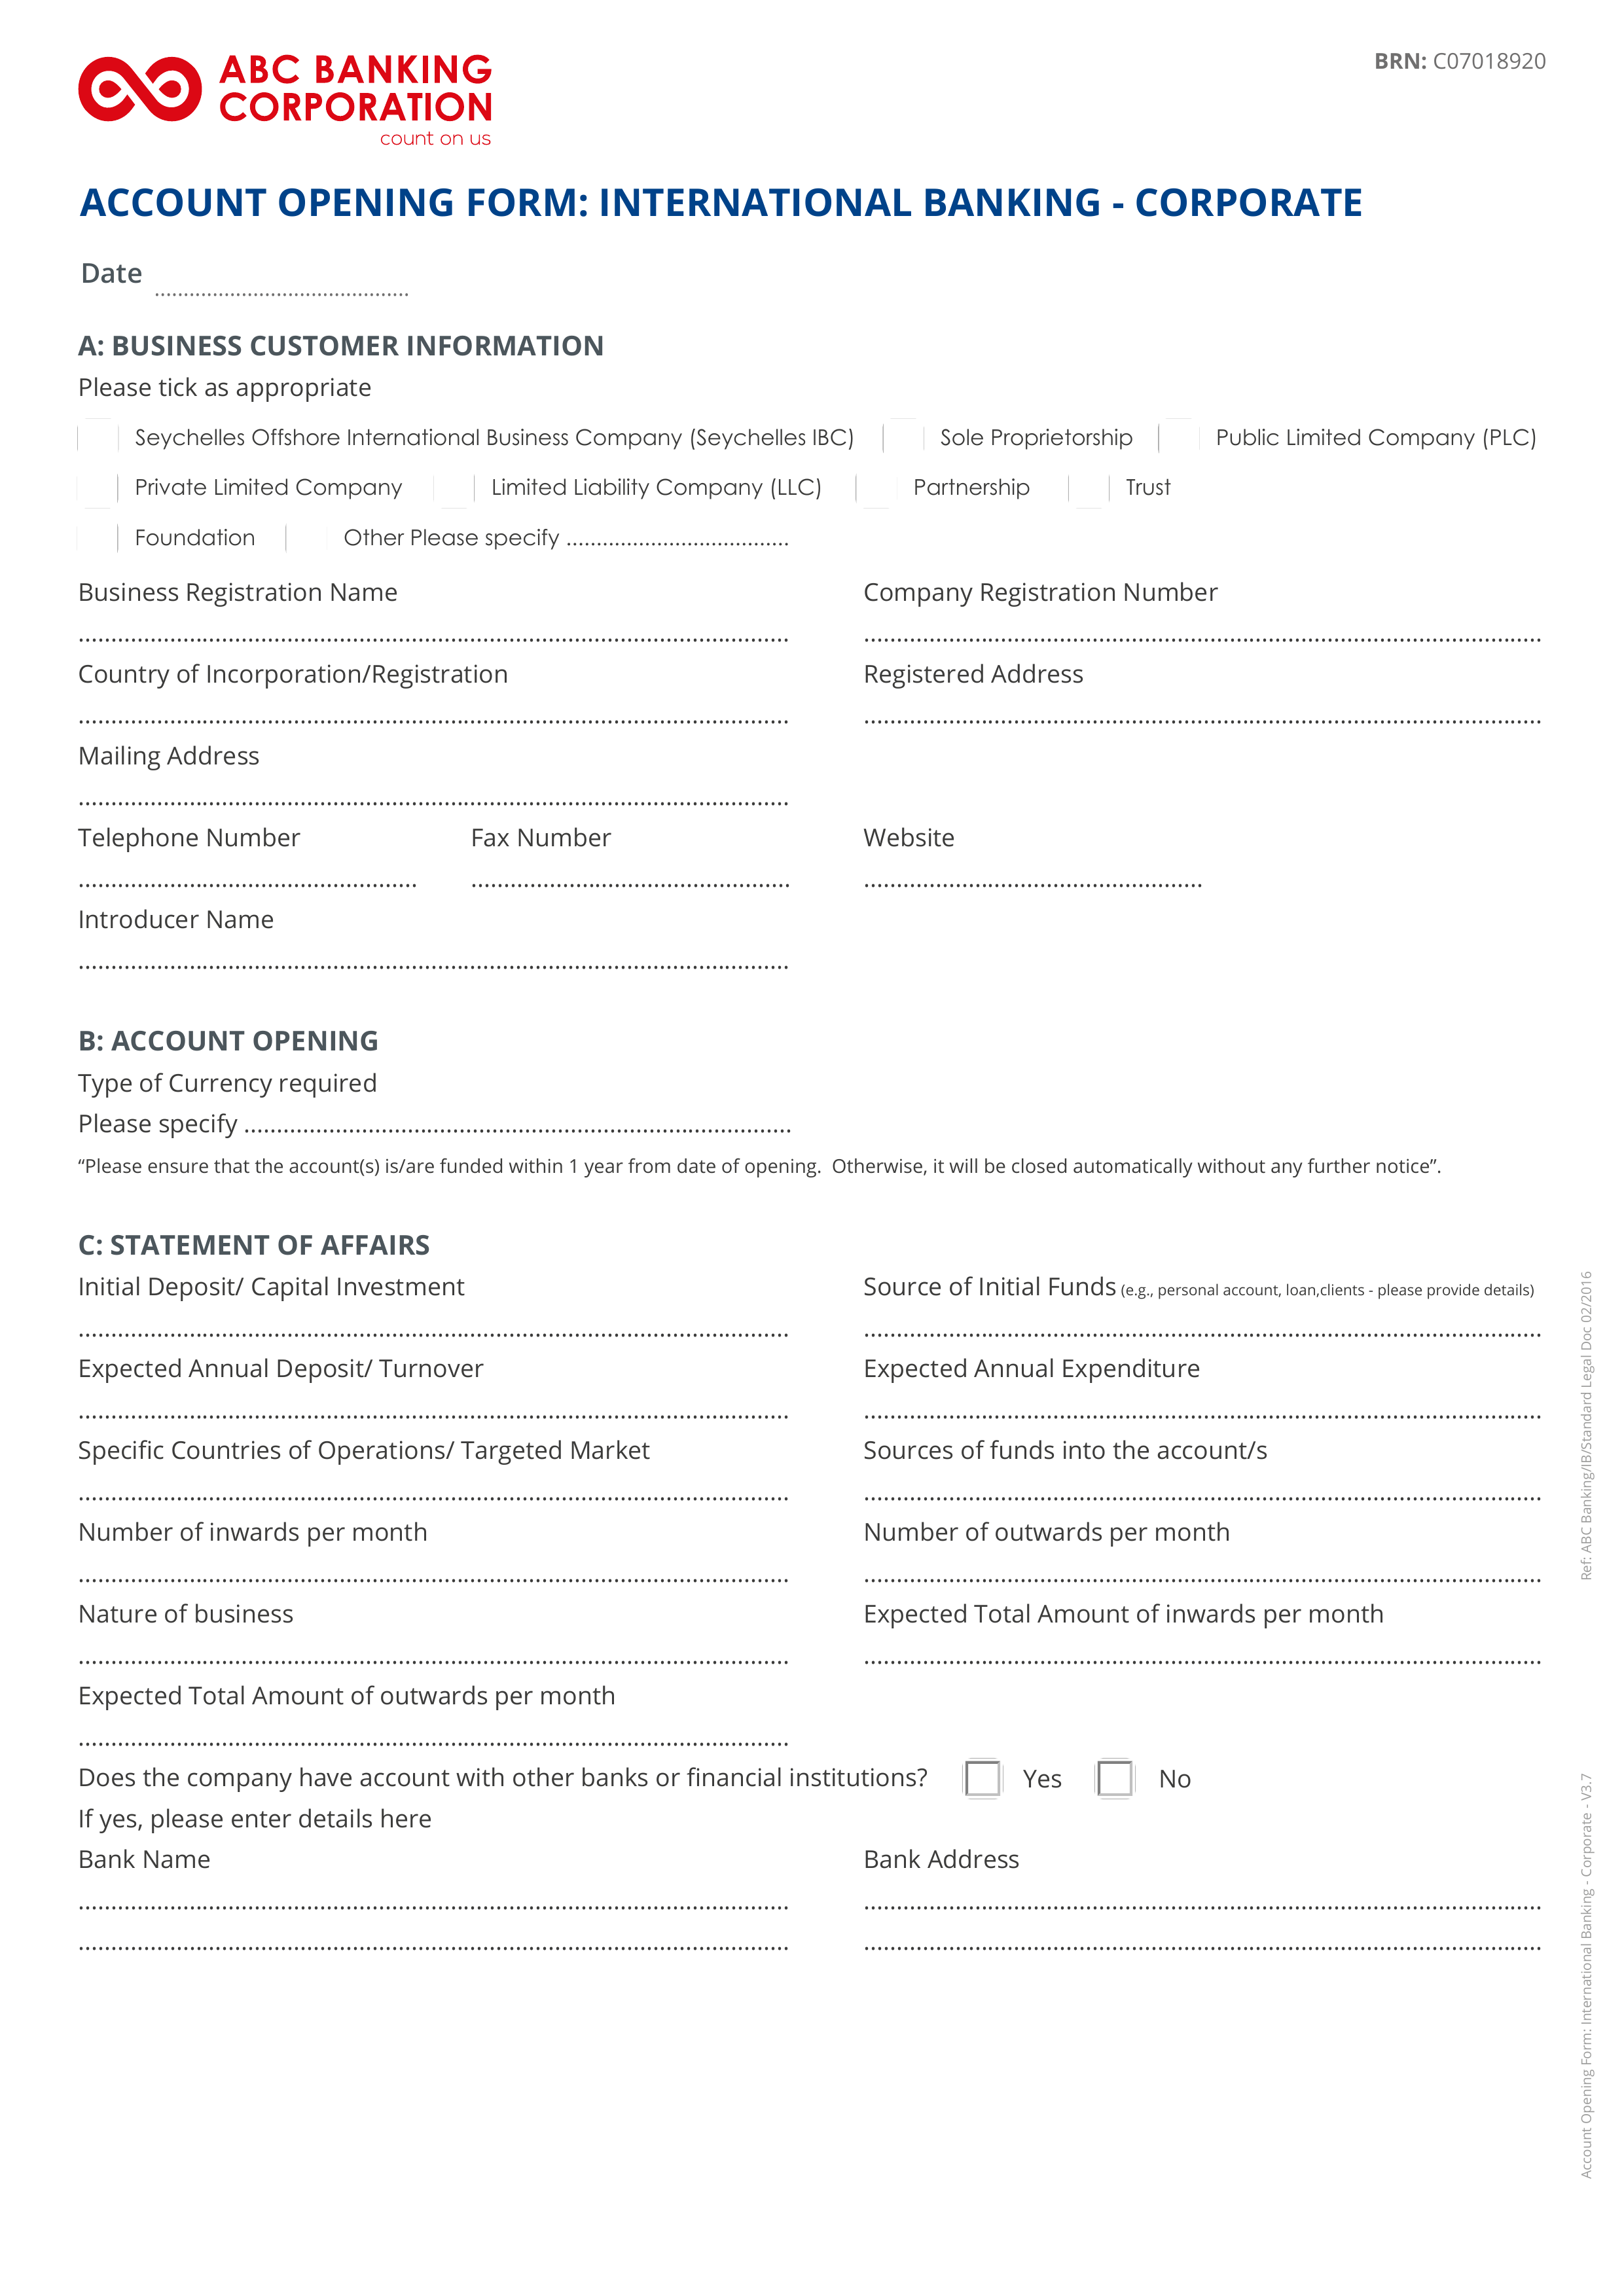 ABC BANKING
CORPORATION
count on us
BRN: C07018920
ACCOUNT OPENING FORM: INTERNATIONAL BANKING - CORPORATE
Date ............................................
A: BUSINESS CUSTOMER INFORMATION
Please tick as appropriate
Seychelles Offshore International Business Company (Seychelles IBC) Sole Proprietorship Public Limited Company (PLC)
Private Limited Company Limited Liability Company (LLC) Partnership Trust
Foundation Other Please specify .....................................
Business Registration Name Company Registration Number
Country of Incorporation/Registration Registered Address
Mailing Address
Telephone Number Fax Number Website
Introducer Name
B: ACCOUNT OPENING
Type of Currency required
Please specify ....................................................................................
“Please ensure that the account(s) is/are funded within 1 year from date of opening.  Otherwise, it will be closed automatically without any further notice”.
C: STATEMENT OF AFFAIRS
Initial Deposit/ Capital Investment Source of Initial Funds (e.g., personal account, loan,clients - please provide details)
Expected Annual Deposit/ Turnover Expected Annual Expenditure
Specific Countries of Operations/ Targeted Market Sources of funds into the account/s
Number of inwards per month Number of outwards per month
Nature of business Expected Total Amount of inwards per month
Expected Total Amount of outwards per month
Does the company have account with other banks or financial institutions? Yes No
If yes, please enter details here
Bank Name Bank Address
Ref: ABC Banking/IB/Standard Legal Doc 02/2016
Account Opening Form: International Banking - Corporate - V3.7